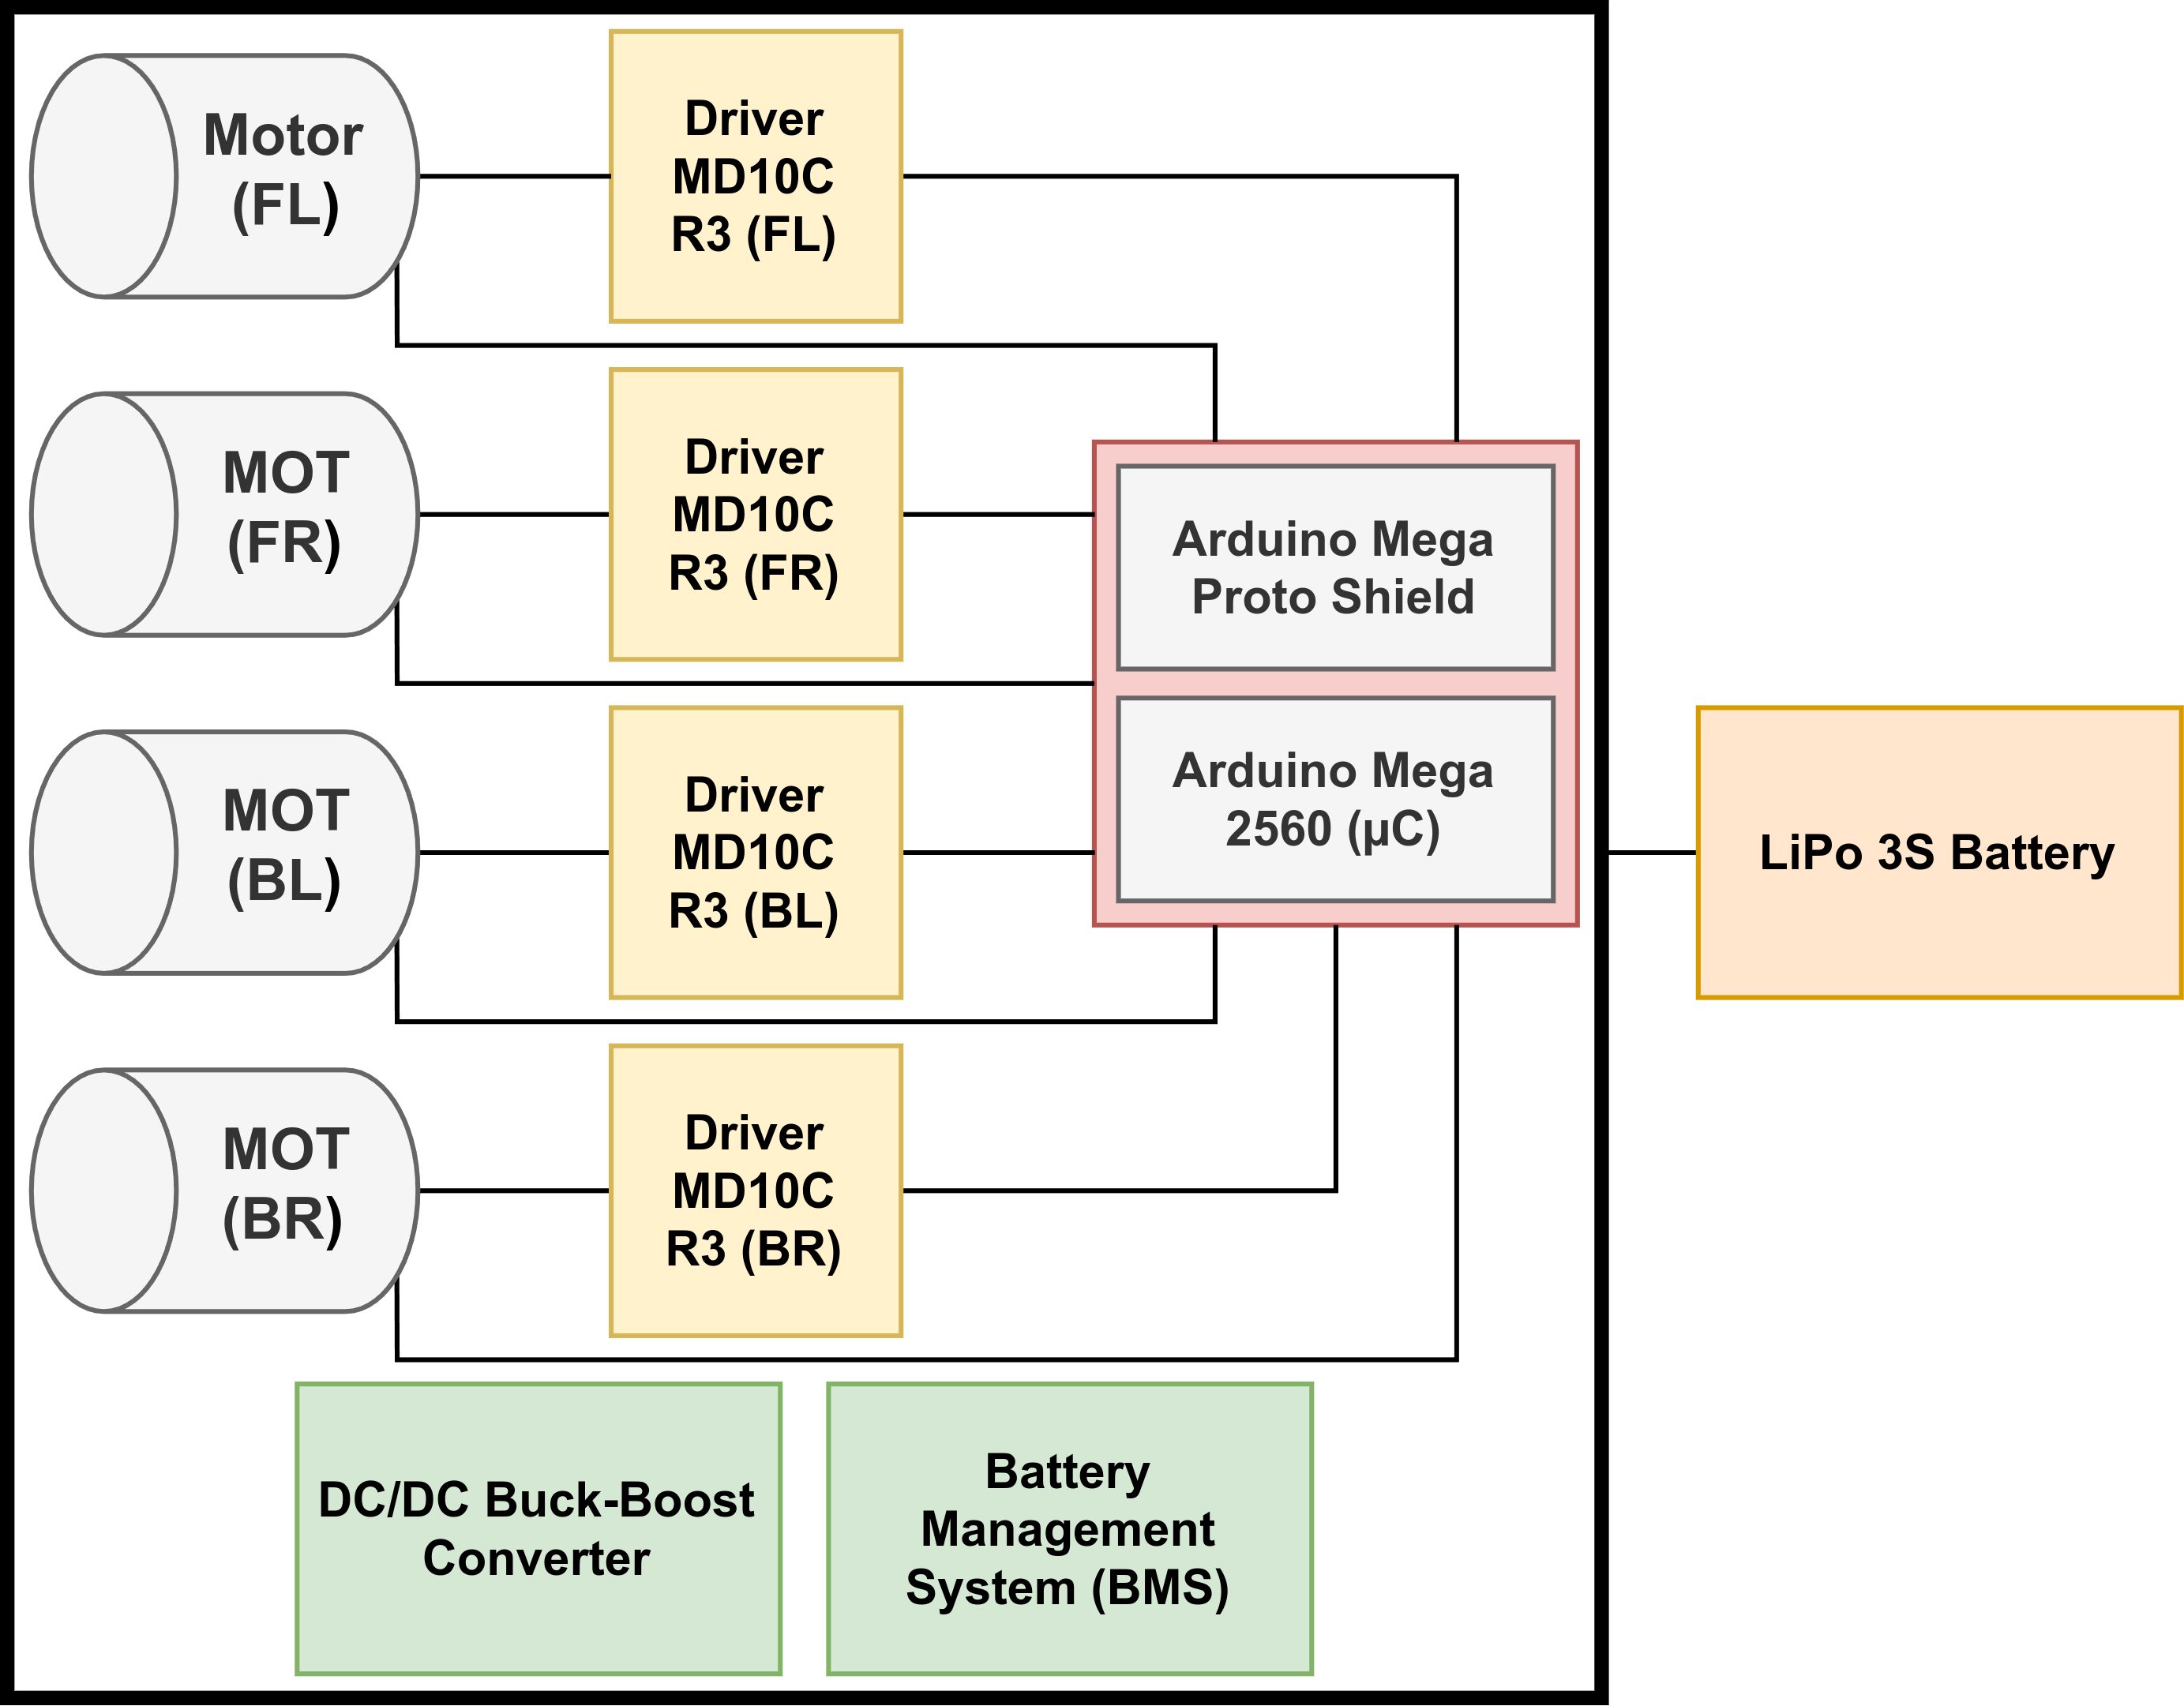 Motor
(FL)
Driver
MD10C
R3 (FL)
MOT
(FR)
Driver
MD10C
R3 (FR)
Arduino Mega
Proto Shield
Arduino Mega
2560 (µC)
MOT
(BL)
Driver
MD10C
R3 (BL)
LiPo 3S Battery
MOT
(BR)
Driver
MD10C
R3 (BR)
DC/DC Buck-Boost
Converter
Battery
Management
System (BMS)